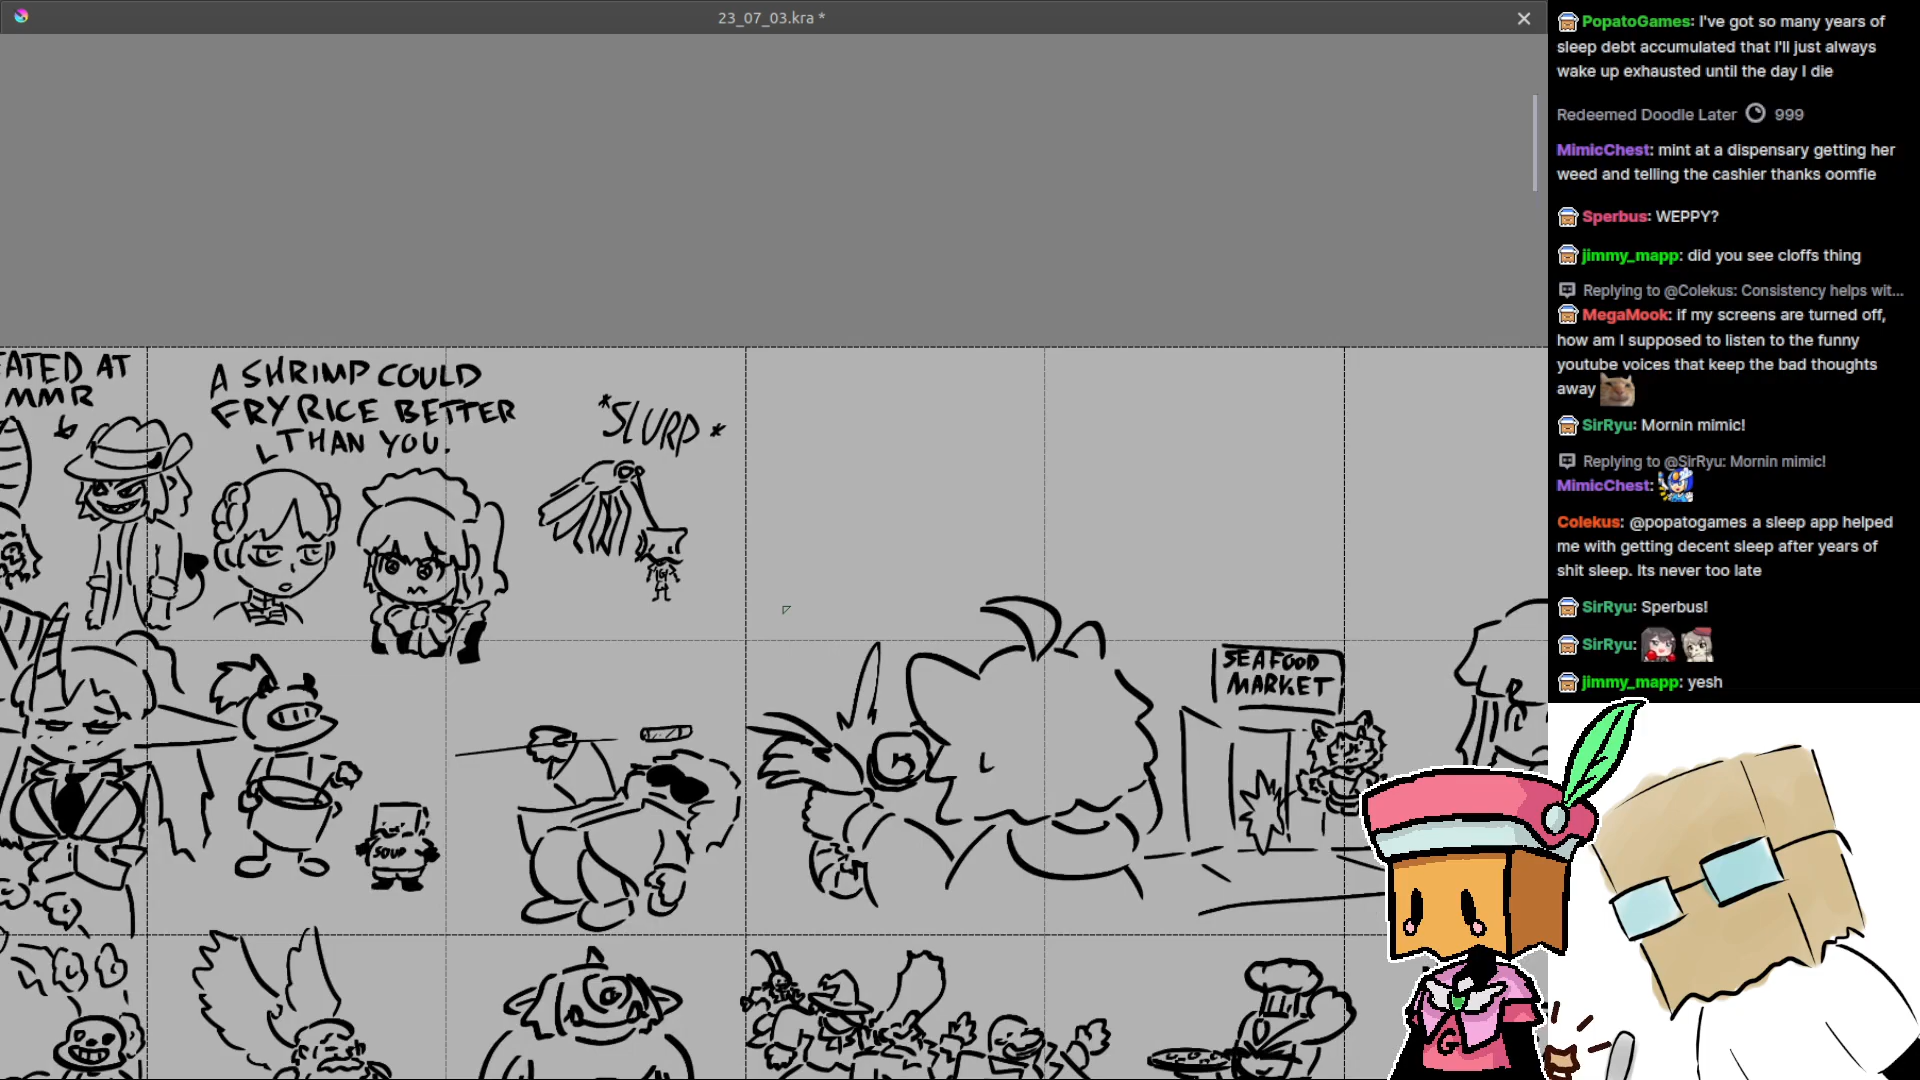 23_07_03.kra *
PopatoGames: I've got so many years of
sleep debt accumulated that I'll just always
wake up exhausted until the day I die
Redeemed Doodle Later 999
MimicChest: mint at a dispensary getting her
weed and telling the cashier thanks oomfie
Sperbus: WEPPY?
jimmy_mapp: did you see cloffs thing
Replying to @Colekus: Consistency helps wit...
MegaMook: if my screens are turned off,
how am I supposed to listen to the funny
youtube voices that keep the bad thoughts
away
SirRyu: Mornin mimic!
Replying to @SirRyu: Mornin mimic!
MimicChest:
Colekus: @popatogames a sleep app helped
me with getting decent sleep after years of
shit sleep. Its never too late
SirRyu: Sperbus!
SirRyu:
jimmy_mapp: yesh
EATED AT
MMR
A SHRIMP COULD
FRY RICE BETTER
THAN YOU.
*SLURP*
SEAFOOD
MARKET
SOUP
G